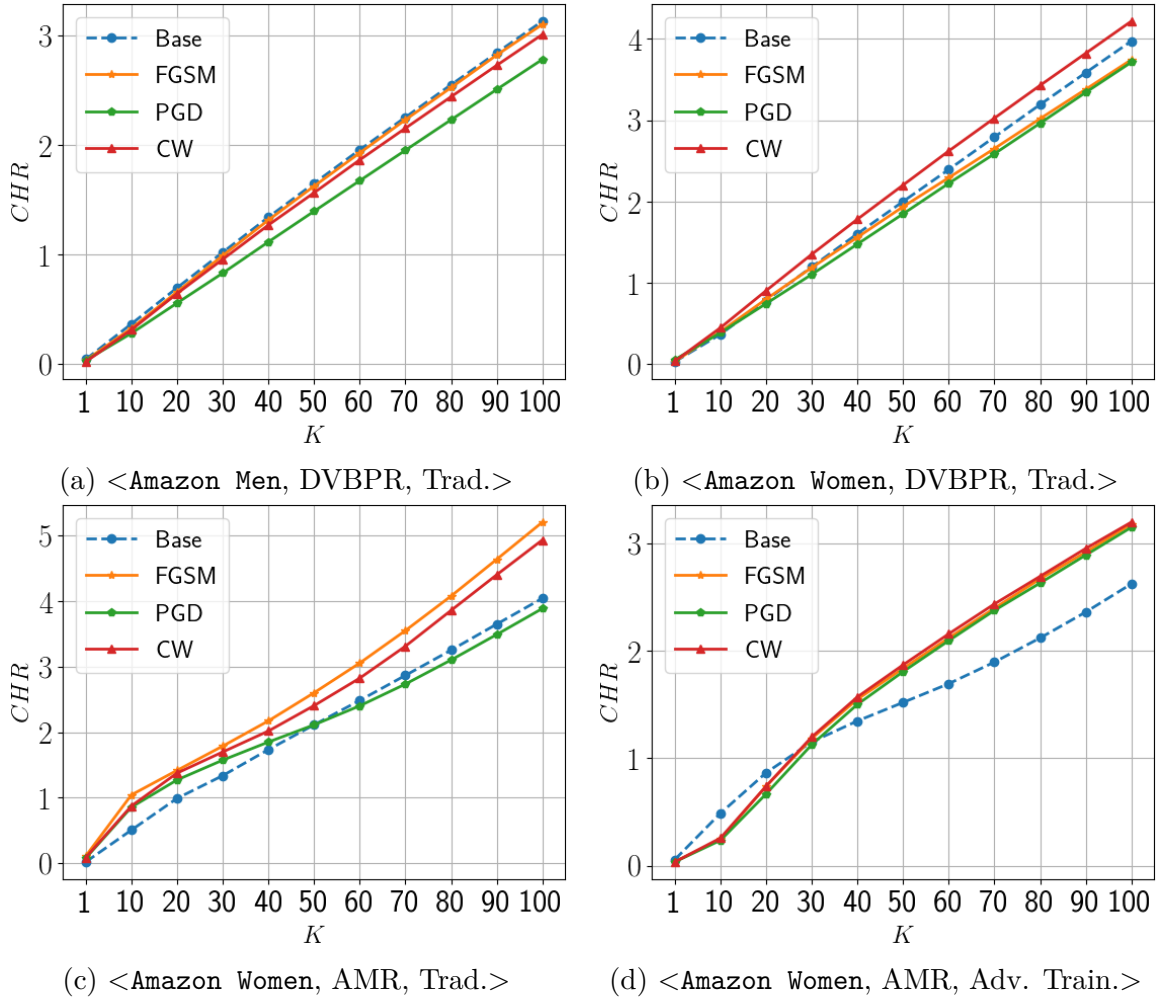 3
2
1
0
CHR
Base
FGSM
PGD
CW
1 10 20 30 40 50 60 70 80 90 100
K
(a) <Amazon Men, DVBPR, Trad.>
4
3
2
1
0
CHR
Base
FGSM
PGD
CW
1 10 20 30 40 50 60 70 80 90 100
K
(b) <Amazon Women, DVBPR, Trad.>
5
4
3
2
1
0
CHR
Base
FGSM
PGD
CW
1 10 20 30 40 50 60 70 80 90 100
K
(c) <Amazon Women, AMR, Trad.>
3
2
1
0
CHR
Base
FGSM
PGD
CW
1 10 20 30 40 50 60 70 80 90 100
K
(d) <Amazon Women, AMR, Adv. Train.>